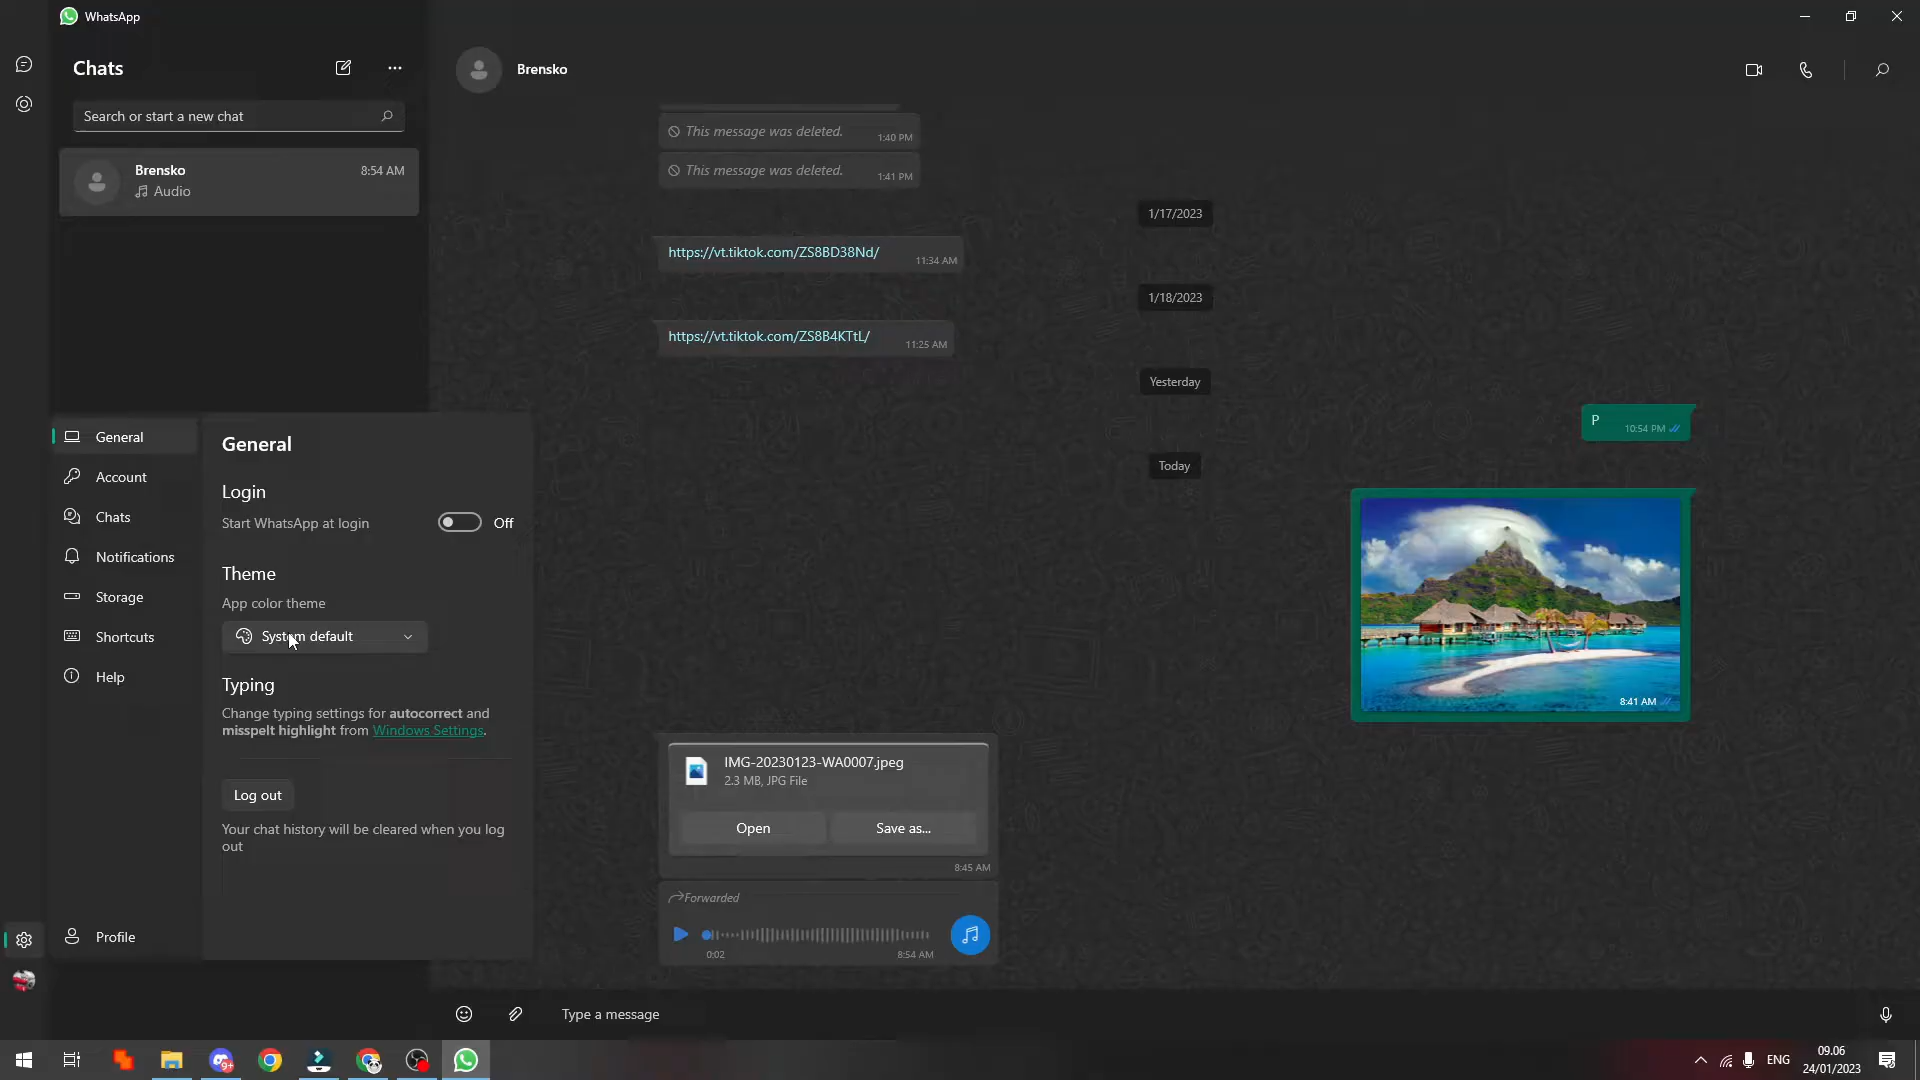 WhatsApp
Chats
Search or start a new chat
Brensko
8:54 AM
Audio
Brensko
This message was deleted.
1:40 PM
This message was deleted.
1:41 PM
1/17/2023
https://vt.tiktok.com/ZS8BD38Nd/
11:34 AM
1/18/2023
https://vt.tiktok.com/ZS8B4KTtL/
11:25 AM
Yesterday
P
10:54 PM
Today
8:41 AM
IMG-20230123-WA0007.jpeg
2.3 MB, JPG File
Open
Save as...
8:45 AM
Forwarded
0:02
8:54 AM
Type a message
General
Account
Chats
Notifications
Storage
Shortcuts
Help
Profile
General
Login
Start WhatsApp at login
Off
Theme
App color theme
System default
Typing
Change typing settings for autocorrect and
misspelt highlight from Windows Settings.
Log out
Your chat history will be cleared when you log
out
9+
ENG
09.06
24/01/2023